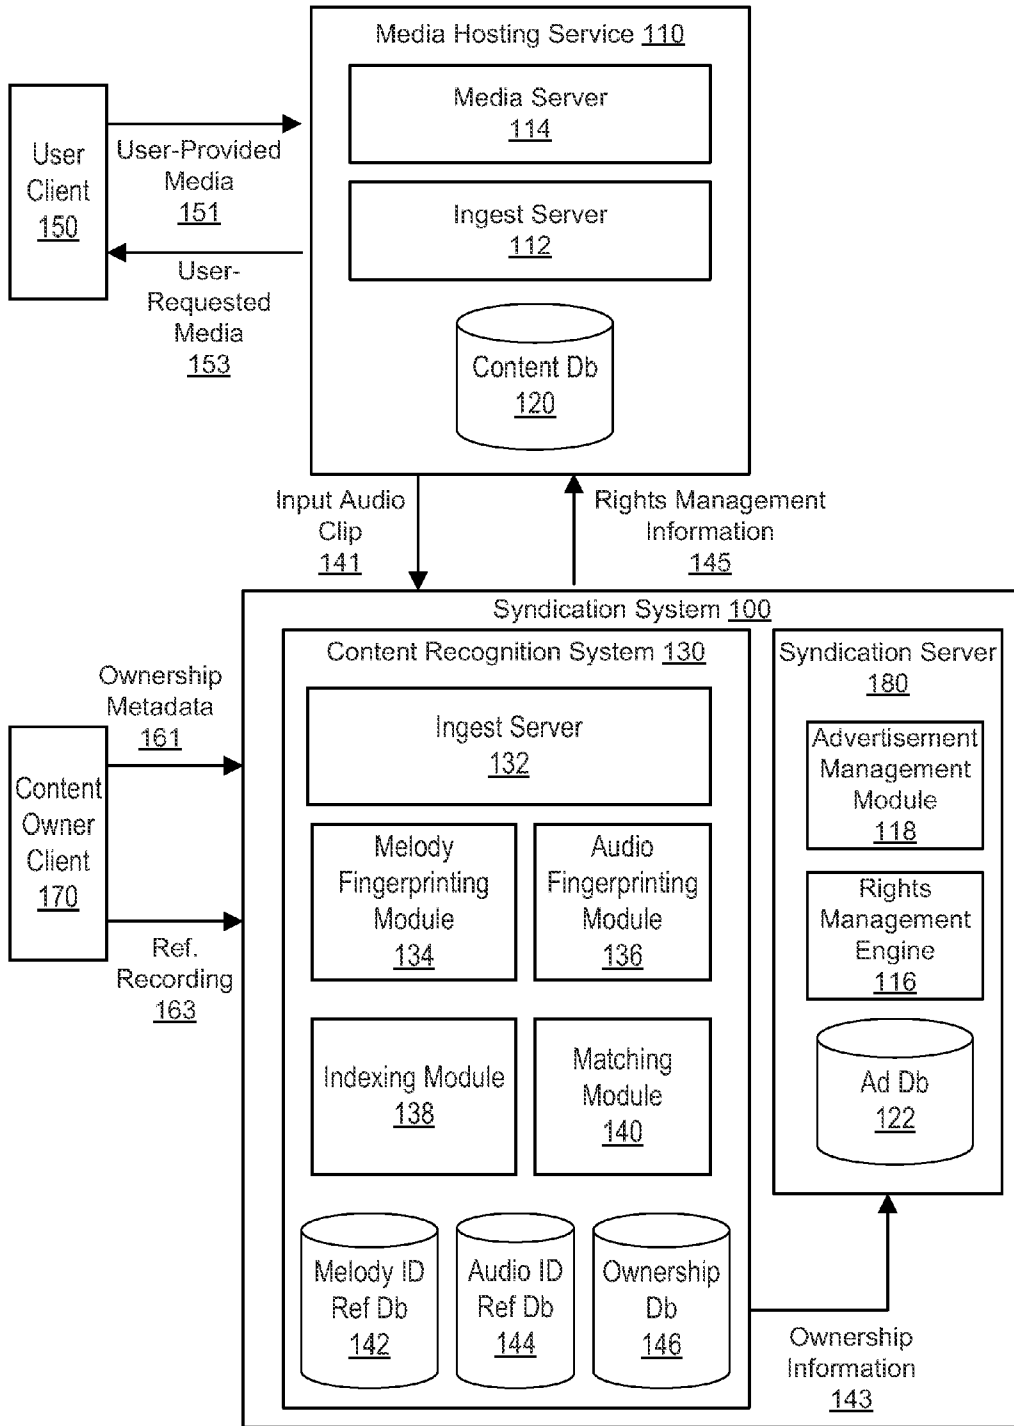 Media Hosting Service 110
Media Server
114
Ingest Server
112
Content Db
120
User
Client
150
User-Provided
Media
151
User-
Requested
Media
153
Input Audio
Clip
141
Rights Management
Information
145
Syndication System 100
Content Recognition System 130
Ingest Server
132
Melody
Fingerprinting
Module
134
Audio
Fingerprinting
Module
136
Indexing Module
138
Matching
Module
140
Melody ID
Ref Db
142
Audio ID
Ref Db
144
Ownership
Db
146
Syndication Server
180
Advertisement
Management
Module
118
Rights
Management
Engine
116
Ad Db
122
Ownership
Metadata
161
Content
Owner
Client
170
Ref.
Recording
163
Ownership
Information
143